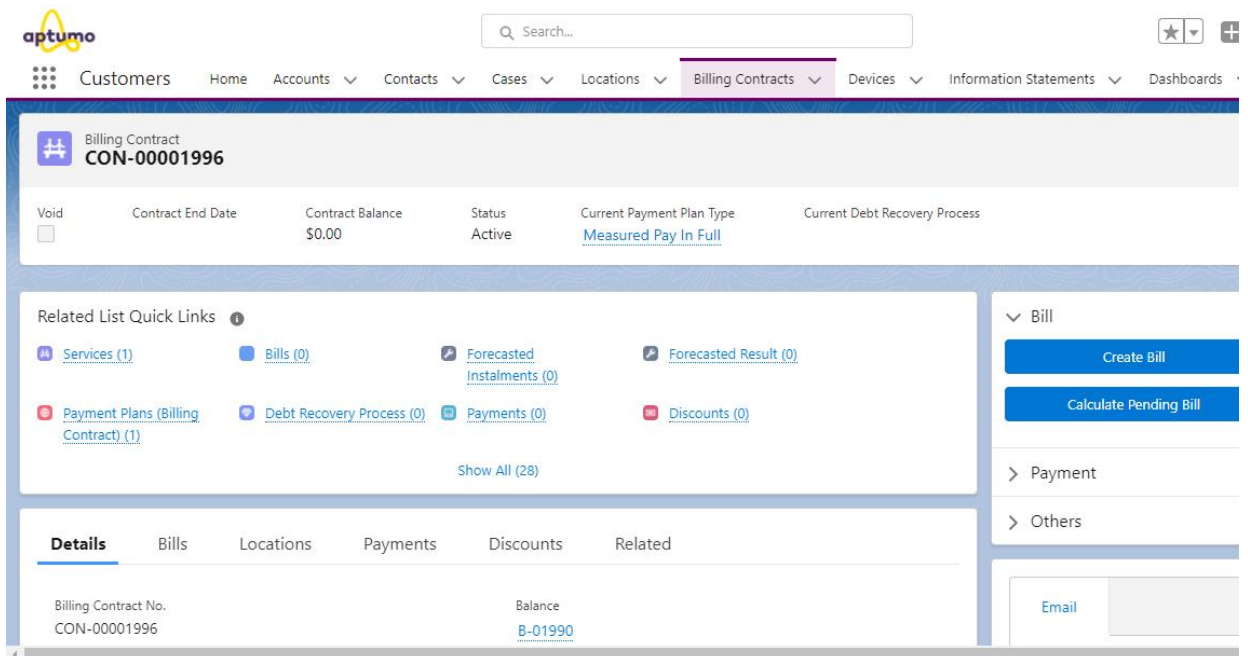 aptumo
Search...
Customers Home Accounts Contacts Cases Locations Billing Contracts Devices Information Statements Dashboards
Billing Contract
CON-00001996
Void Contract End Date Contract Balance Status Current Payment Plan Type Current Debt Recovery Process
$0.00 Active Measured Pay In Full
Related List Quick Links
Services (1) Bills (0) Forecasted Forecasted Result (0)
Instalments (0)
Payment Plans (Billing Debt Recovery Process (0) Payments (0) Discounts (0)
Contract) (1)
Show All (28)
Bill
Create Bill
Calculate Pending Bill
Payment
Others
Details Bills Locations Payments Discounts Related
Billing Contract No. Balance
CON-00001996 B-01990
Email